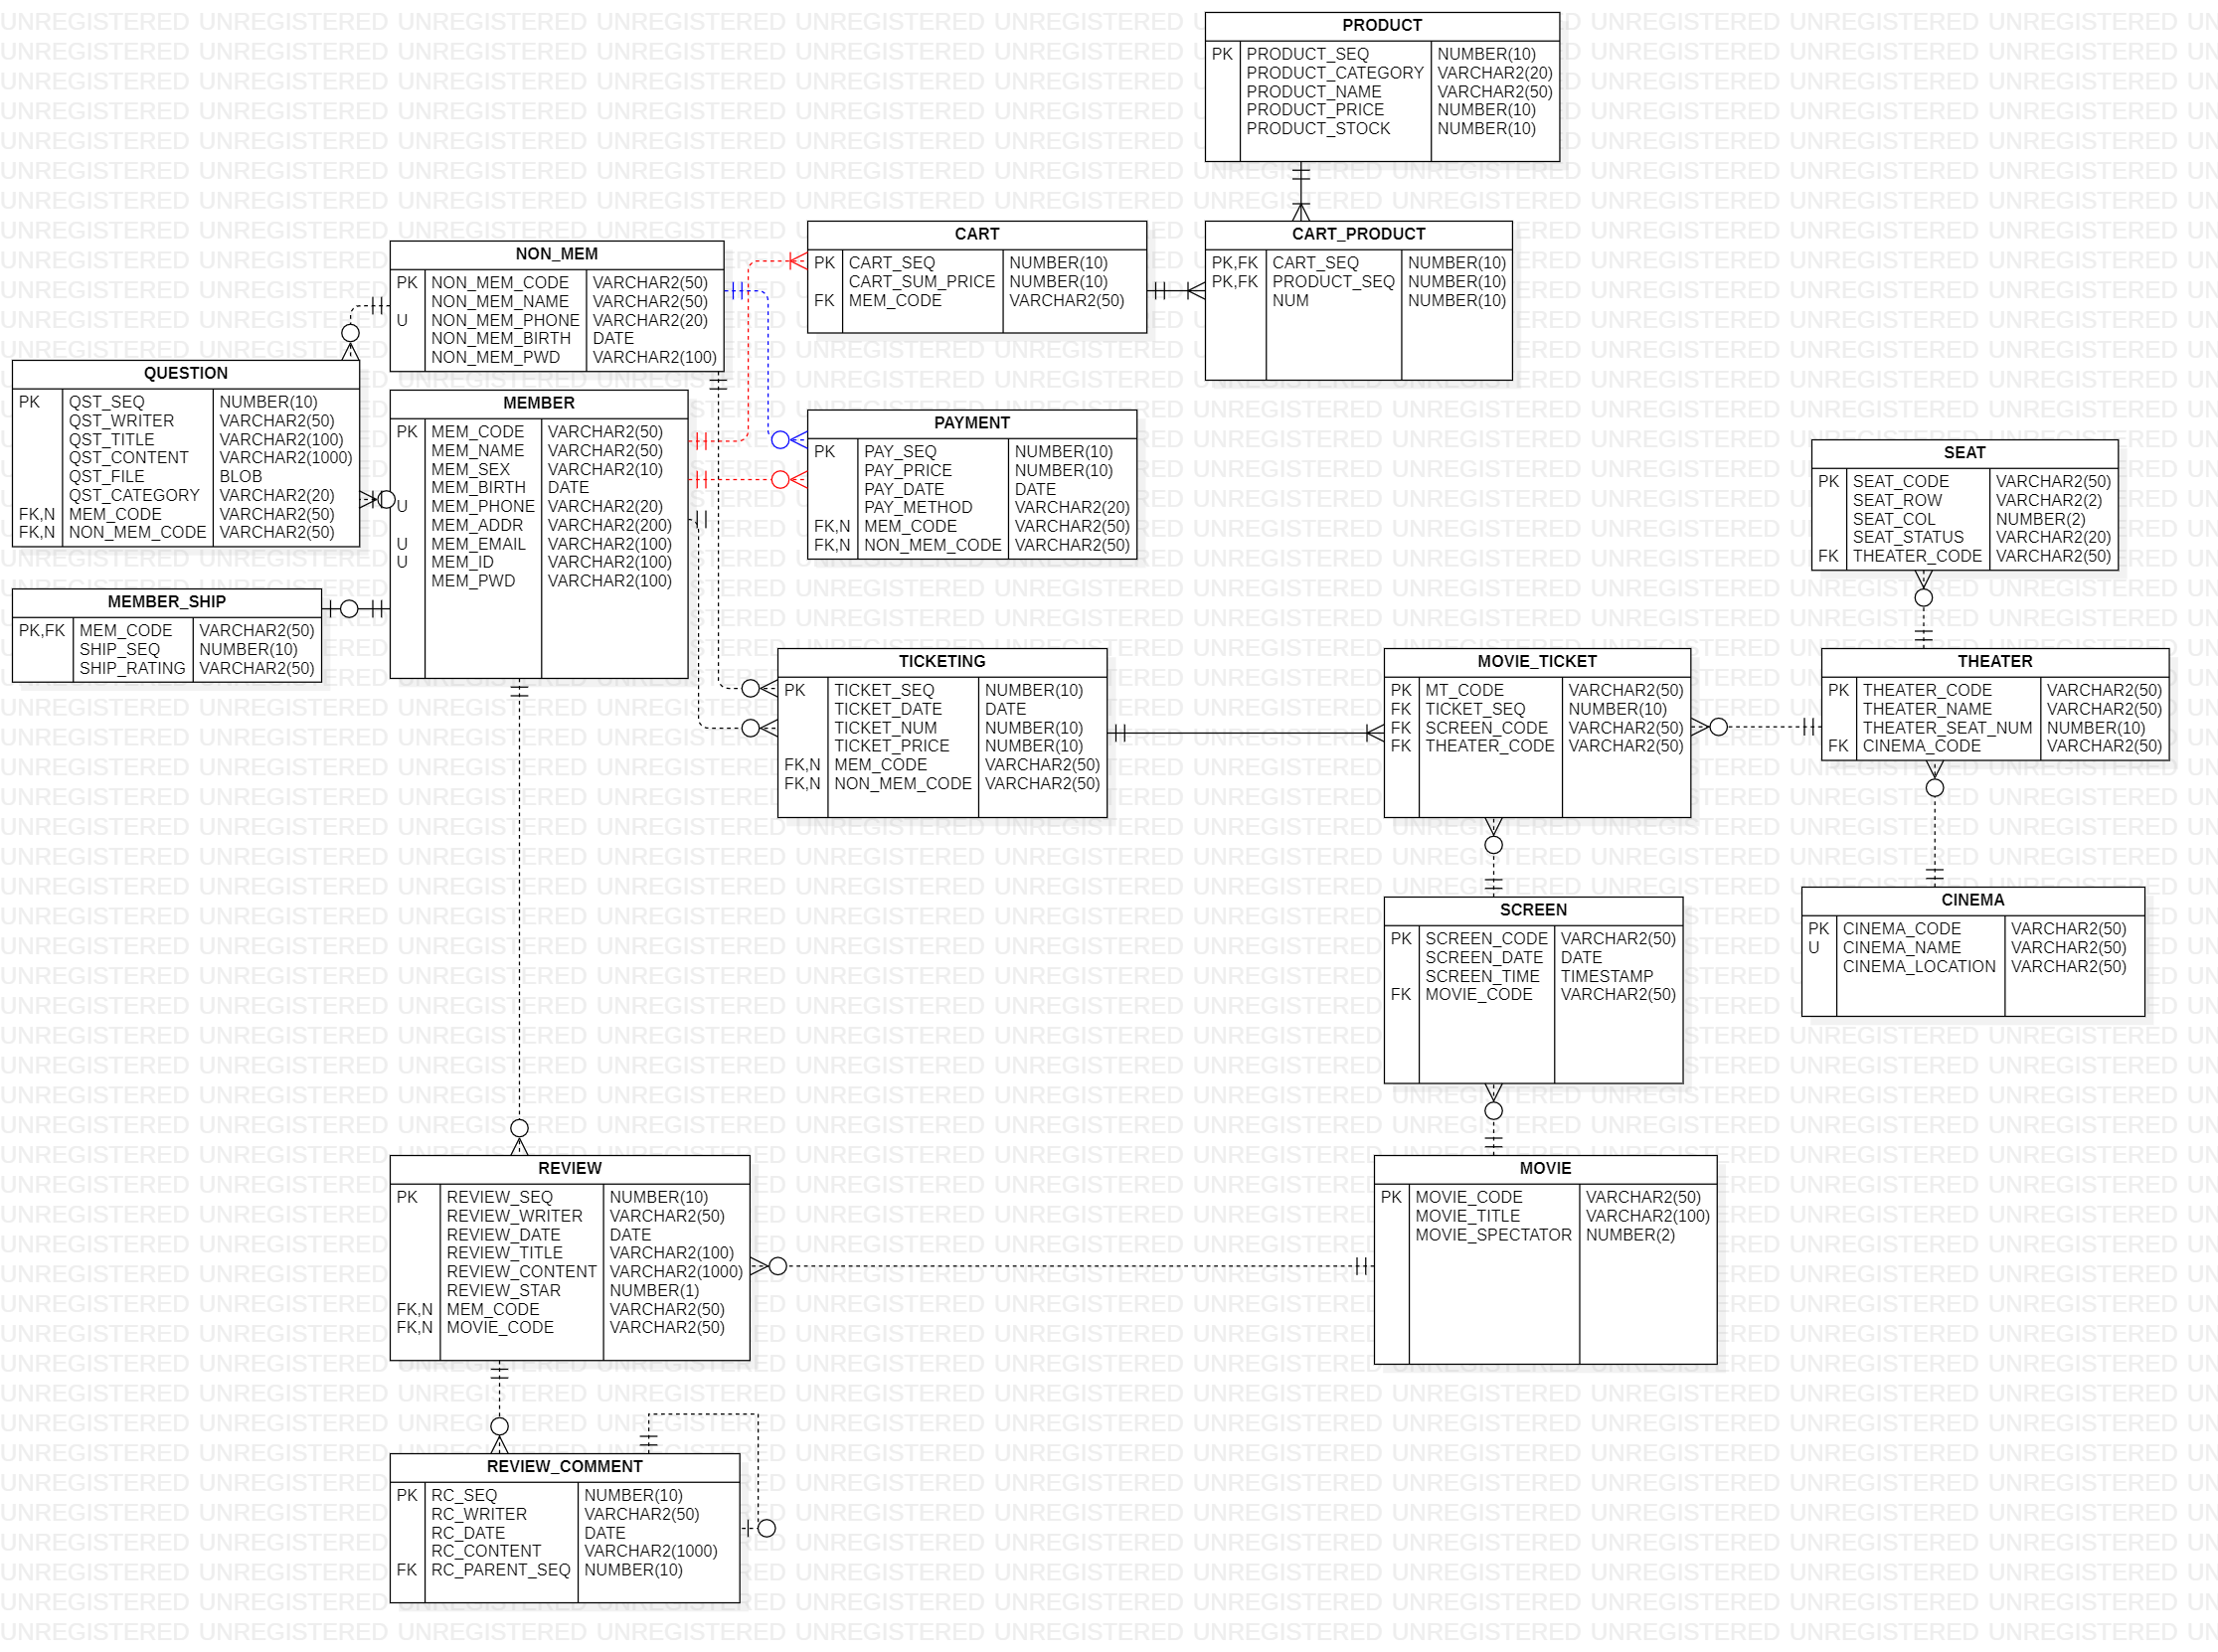 PRODUCT
PK PRODUCT_SEQ NUMBER(10)
PRODUCT_CATEGORY VARCHAR2(20)
PRODUCT_NAME VARCHAR2(50)
PRODUCT_PRICE NUMBER(10)
PRODUCT_STOCK NUMBER(10)
NON_MEM
PK NON_MEM_CODE VARCHAR2(50)
NON_MEM_NAME VARCHAR2(50)
U NON_MEM_PHONE VARCHAR2(20)
NON_MEM_BIRTH DATE
NON_MEM_PWD VARCHAR2(100)
CART
PK CART_SEQ NUMBER(10)
CART_SUM_PRICE NUMBER(10)
FK MEM_CODE VARCHAR2(50)
CART_PRODUCT
PK,FK CART_SEQ NUMBER(10)
PK,FK PRODUCT_SEQ NUMBER(10)
NUM NUMBER(10)
QUESTION
PK QST_SEQ NUMBER(10)
QST_WRITER VARCHAR2(50)
QST_TITLE VARCHAR2(100)
QST_CONTENT VARCHAR2(1000)
QST_FILE BLOB
QST_CATEGORY VARCHAR2(20)
FK,N MEM_CODE VARCHAR2(50)
FK,N NON_MEM_CODE VARCHAR2(50)
MEMBER
PK MEM_CODE VARCHAR2(50)
MEM_NAME VARCHAR2(50)
MEM_SEX VARCHAR2(10)
MEM_BIRTH DATE
U MEM_PHONE VARCHAR2(20)
MEM_ADDR VARCHAR2(200)
U MEM_EMAIL VARCHAR2(100)
U MEM_ID VARCHAR2(100)
MEM_PWD VARCHAR2(100)
PAYMENT
PK PAY_SEQ NUMBER(10)
PAY_PRICE NUMBER(10)
PAY_DATE DATE
PAY_METHOD VARCHAR2(20)
FK,N MEM_CODE VARCHAR2(50)
FK,N NON_MEM_CODE VARCHAR2(50)
SEAT
PK SEAT_CODE VARCHAR2(50)
SEAT_ROW VARCHAR2(2)
SEAT_COL NUMBER(2)
SEAT_STATUS VARCHAR2(20)
FK THEATER_CODE VARCHAR2(50)
MEMBER_SHIP
PK,FK MEM_CODE VARCHAR2(50)
SHIP_SEQ NUMBER(10)
SHIP_RATING VARCHAR2(50)
TICKETING
PK TICKET_SEQ NUMBER(10)
TICKET_DATE DATE
TICKET_NUM NUMBER(10)
TICKET_PRICE NUMBER(10)
FK,N MEM_CODE VARCHAR2(50)
FK,N NON_MEM_CODE VARCHAR2(50)
MOVIE_TICKET
PK MT_CODE VARCHAR2(50)
FK TICKET_SEQ NUMBER(10)
FK SCREEN_CODE VARCHAR2(50)
FK THEATER_CODE VARCHAR2(50)
THEATER
PK THEATER_CODE VARCHAR2(50)
THEATER_NAME VARCHAR2(50)
THEATER_SEAT_NUM NUMBER(10)
FK CINEMA_CODE VARCHAR2(50)
SCREEN
PK SCREEN_CODE VARCHAR2(50)
SCREEN_DATE DATE
SCREEN_TIME TIMESTAMP
FK MOVIE_CODE VARCHAR2(50)
CINEMA
PK CINEMA_CODE VARCHAR2(50)
U CINEMA_NAME VARCHAR2(50)
CINEMA_LOCATION VARCHAR2(50)
REVIEW
PK REVIEW_SEQ NUMBER(10)
REVIEW_WRITER VARCHAR2(50)
REVIEW_DATE DATE
REVIEW_TITLE VARCHAR2(100)
REVIEW_CONTENT VARCHAR2(1000)
REVIEW_STAR NUMBER(1)
FK,N MEM_CODE VARCHAR2(50)
FK,N MOVIE_CODE VARCHAR2(50)
MOVIE
PK MOVIE_CODE VARCHAR2(50)
MOVIE_TITLE VARCHAR2(100)
MOVIE_SPECTATOR NUMBER(2)
REVIEW_COMMENT
PK RC_SEQ NUMBER(10)
RC_WRITER VARCHAR2(50)
RC_DATE DATE
RC_CONTENT VARCHAR2(1000)
FK RC_PARENT_SEQ NUMBER(10)
UNREGISTERED